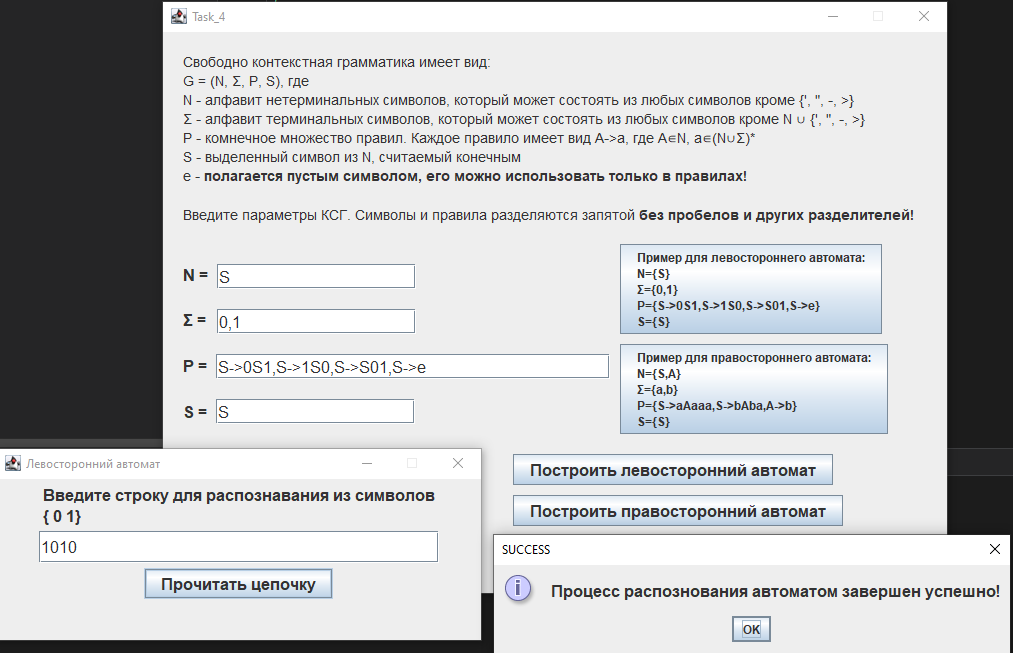 Task_4
Свободно контекстная грамматика имеет вид:
G = (N, Σ, P, S), где
N - алфавит нетерминальных символов, который может состоять из любых символов кроме {', ", -, >}
Σ - алфавит терминальных символов, который может состоять из любых символов кроме N ∪ {', ", -, >}
P - комнечное множество правил. Каждое правило имеет вид A->a, где A∈N, a∈(N∪Σ)*
S - выделенный символ из N, считаемый конечным
e - полагается пустым символом, его можно использовать только в правилах!
Введите параметры КСГ. Символы и правила разделяются запятой без пробелов и других разделителей!
N = S
Σ = 0,1
P = S->0S1,S->1S0,S->S01,S->e
S = S
Пример для левостороннего автомата:
N={S}
Σ={0,1}
P={S->0S1,S->1S0,S->S01,S->e}
S={S}
Пример для правостороннего автомата:
N={S,A}
Σ={a,b}
P={S->aAaaa,S->bAba,A->b}
S={S}
Построить левосторонний автомат
Построить правосторонний автомат
Левосторонний автомат
Введите строку для распознавания из символов
{ 0 1}
1010
Прочитать цепочку
SUCCESS
Процесс распознования автоматом завершен успешно!
OK